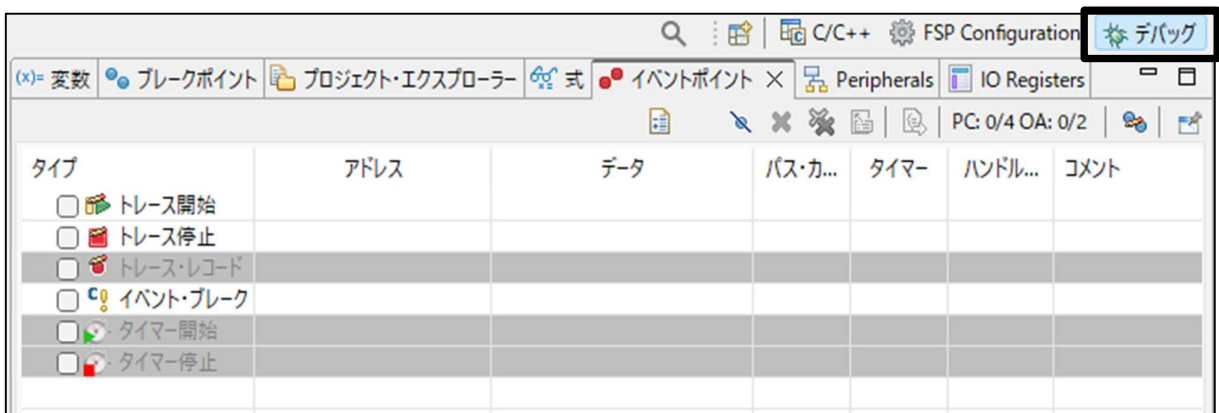 C/C++ FSP Configuration デバッグ
(x)= 変数 ブレークポイント プロジェクト・エクスプローラー 式 イベントポイント Peripherals IO Registers
PC: 0/4 OA: 0/2
タイプ アドレス データ パス・カ... タイマー ハンドル... コメント
トレース開始
トレース停止
トレース・レコード
イベント・ブレーク
タイマー開始
タイマー停止